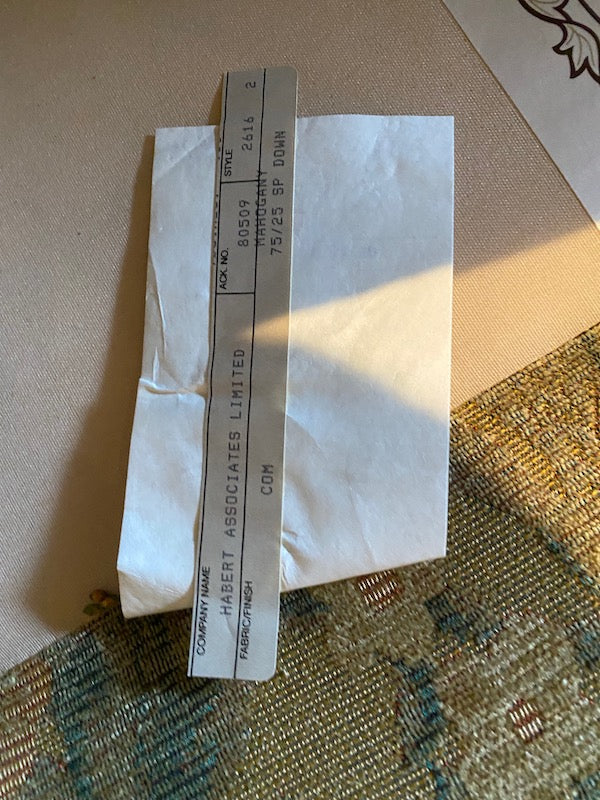 COMPANY NAME ACK. NO. STYLE
HABERT ASSOCIATES LIMITED 80509 2616 2
FABRIC/FINISH MAHOGANY
COM 75/25 SP DOWN